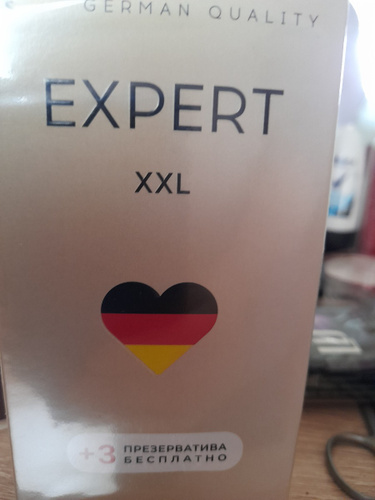 GERMAN QUALITY
EXPERT
XXL
+3 ПРЕЗЕРВАТИВА
БЕСПЛАТНО